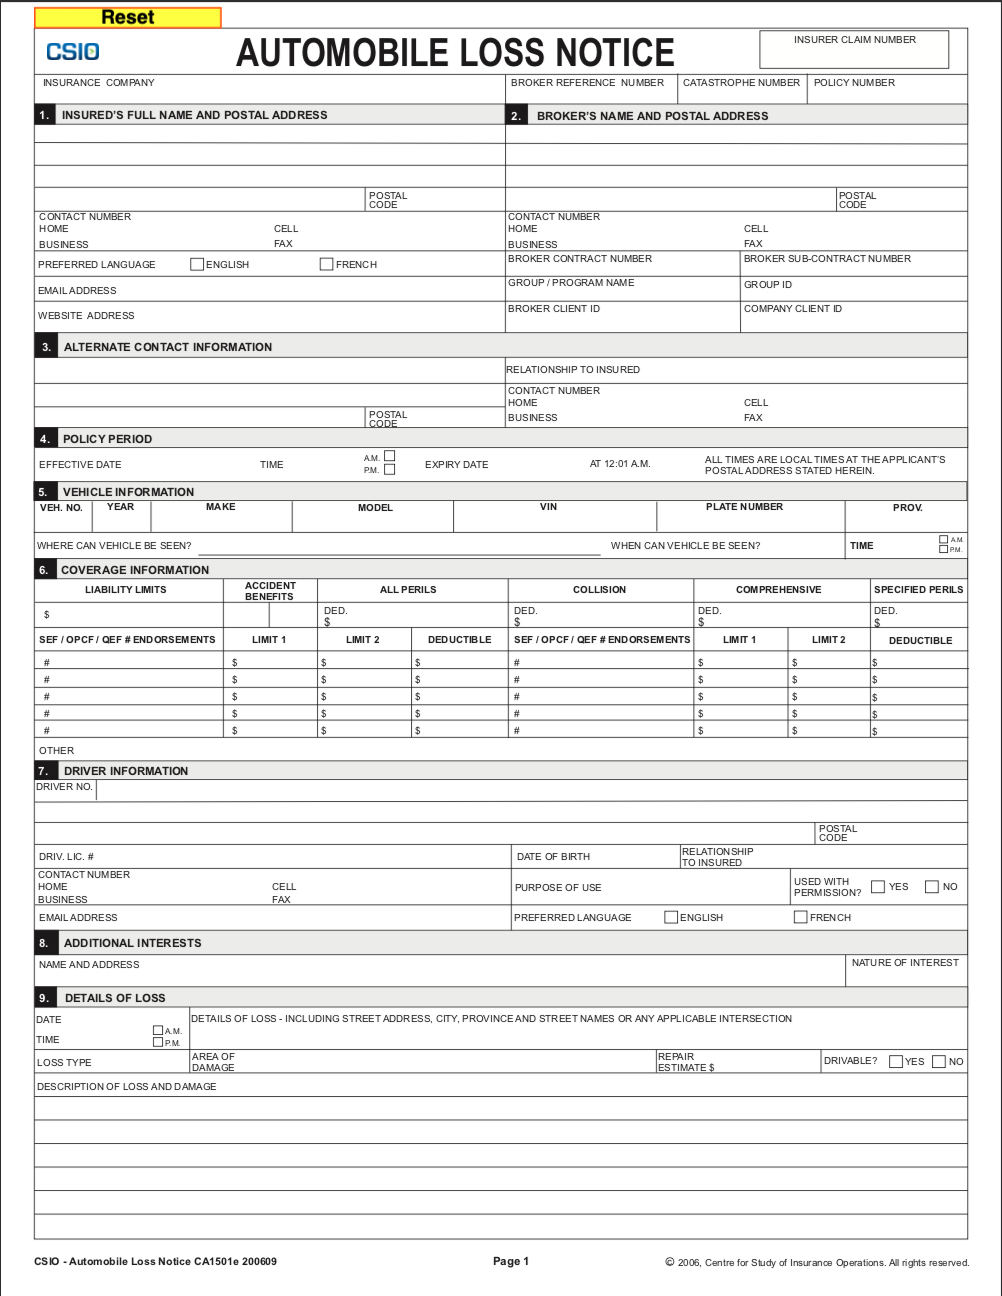 Reset
CSIO
AUTOMOBILE LOSS NOTICE
INSURER CLAIM NUMBER
INSURANCE COMPANY
BROKER REFERENCE NUMBER CATASTROPHE NUMBER POLICY NUMBER
1. INSURED'S FULL NAME AND POSTAL ADDRESS
2. BROKER'S NAME AND POSTAL ADDRESS
POSTAL
CODE
POSTAL
CODE
CONTACT NUMBER
HOME CELL
BUSINESS FAX
CONTACT NUMBER
HOME CELL
BUSINESS FAX
PREFERRED LANGUAGE ENGLISH FRENCH
BROKER CONTRACT NUMBER BROKER SUB-CONTRACT NUMBER
EMAIL ADDRESS
GROUP / PROGRAM NAME GROUP ID
WEBSITE ADDRESS
BROKER CLIENT ID COMPANY CLIENT ID
3. ALTERNATE CONTACT INFORMATION
RELATIONSHIP TO INSURED
CONTACT NUMBER
HOME CELL
BUSINESS FAX
POSTAL
CODE
4. POLICY PERIOD
EFFECTIVE DATE TIME
A.M.
P.M.
EXPIRY DATE AT 12:01 A.M.
ALL TIMES ARE LOCAL TIMES AT THE APPLICANT'S
POSTAL ADDRESS STATED HEREIN.
5. VEHICLE INFORMATION
VEH. NO. YEAR MAKE MODEL VIN PLATE NUMBER PROV.
WHERE CAN VEHICLE BE SEEN? WHEN CAN VEHICLE BE SEEN? TIME
A.M.
P.M.
6. COVERAGE INFORMATION
LIABILITY LIMITS
ACCIDENT
BENEFITS
ALL PERILS COLLISION COMPREHENSIVE SPECIFIED PERILS
$
DED. DED. DED. DED.
$ $ $ $
SEF / OPCF / QEF # ENDORSEMENTS LIMIT 1 LIMIT 2 DEDUCTIBLE SEF / OPCF / QEF # ENDORSEMENTS LIMIT 1 LIMIT 2 DEDUCTIBLE
# $ $ $ # $ $ $
# $ $ $ # $ $ $
# $ $ $ # $ $ $
# $ $ $ # $ $ $
# $ $ $ # $ $ $
OTHER
7. DRIVER INFORMATION
DRIVER NO.
POSTAL
CODE
DRIV. LIC. # DATE OF BIRTH
RELATIONSHIP
TO INSURED
CONTACT NUMBER
HOME CELL
BUSINESS FAX
PURPOSE OF USE
USED WITH
PERMISSION?
YES NO
EMAIL ADDRESS PREFERRED LANGUAGE ENGLISH FRENCH
8. ADDITIONAL INTERESTS
NAME AND ADDRESS NATURE OF INTEREST
9. DETAILS OF LOSS
DATE
TIME
A.M.
P.M.
DETAILS OF LOSS - INCLUDING STREET ADDRESS, CITY, PROVINCE AND STREET NAMES OR ANY APPLICABLE INTERSECTION
LOSS TYPE
AREA OF
DAMAGE
REPAIR
ESTIMATE $
DRIVABLE? YES NO
DESCRIPTION OF LOSS AND DAMAGE
CSIO - Automobile Loss Notice CA1501e 200609
Page 1
© 2006, Centre for Study of Insurance Operations. All rights reserved.